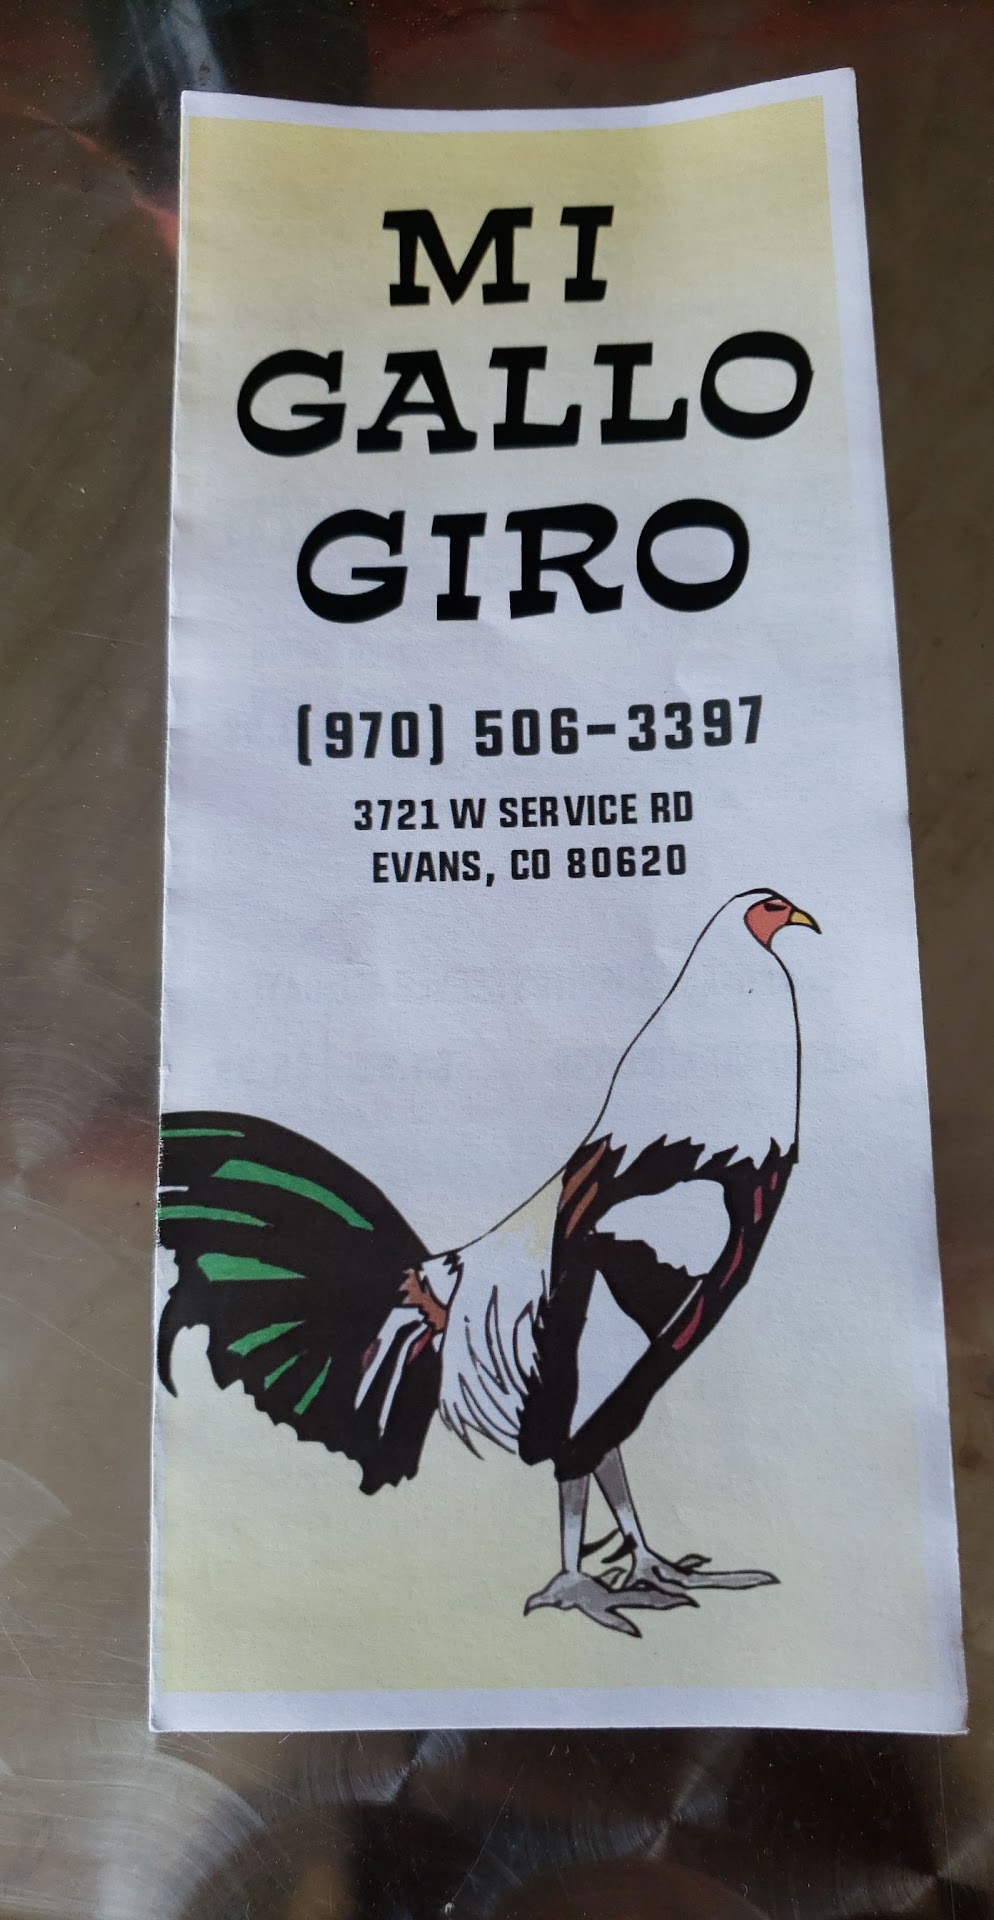 MI
GALLO
GIRO
(970) 506-3397
3721 W SERVICE RD
EVANS, CO 80620